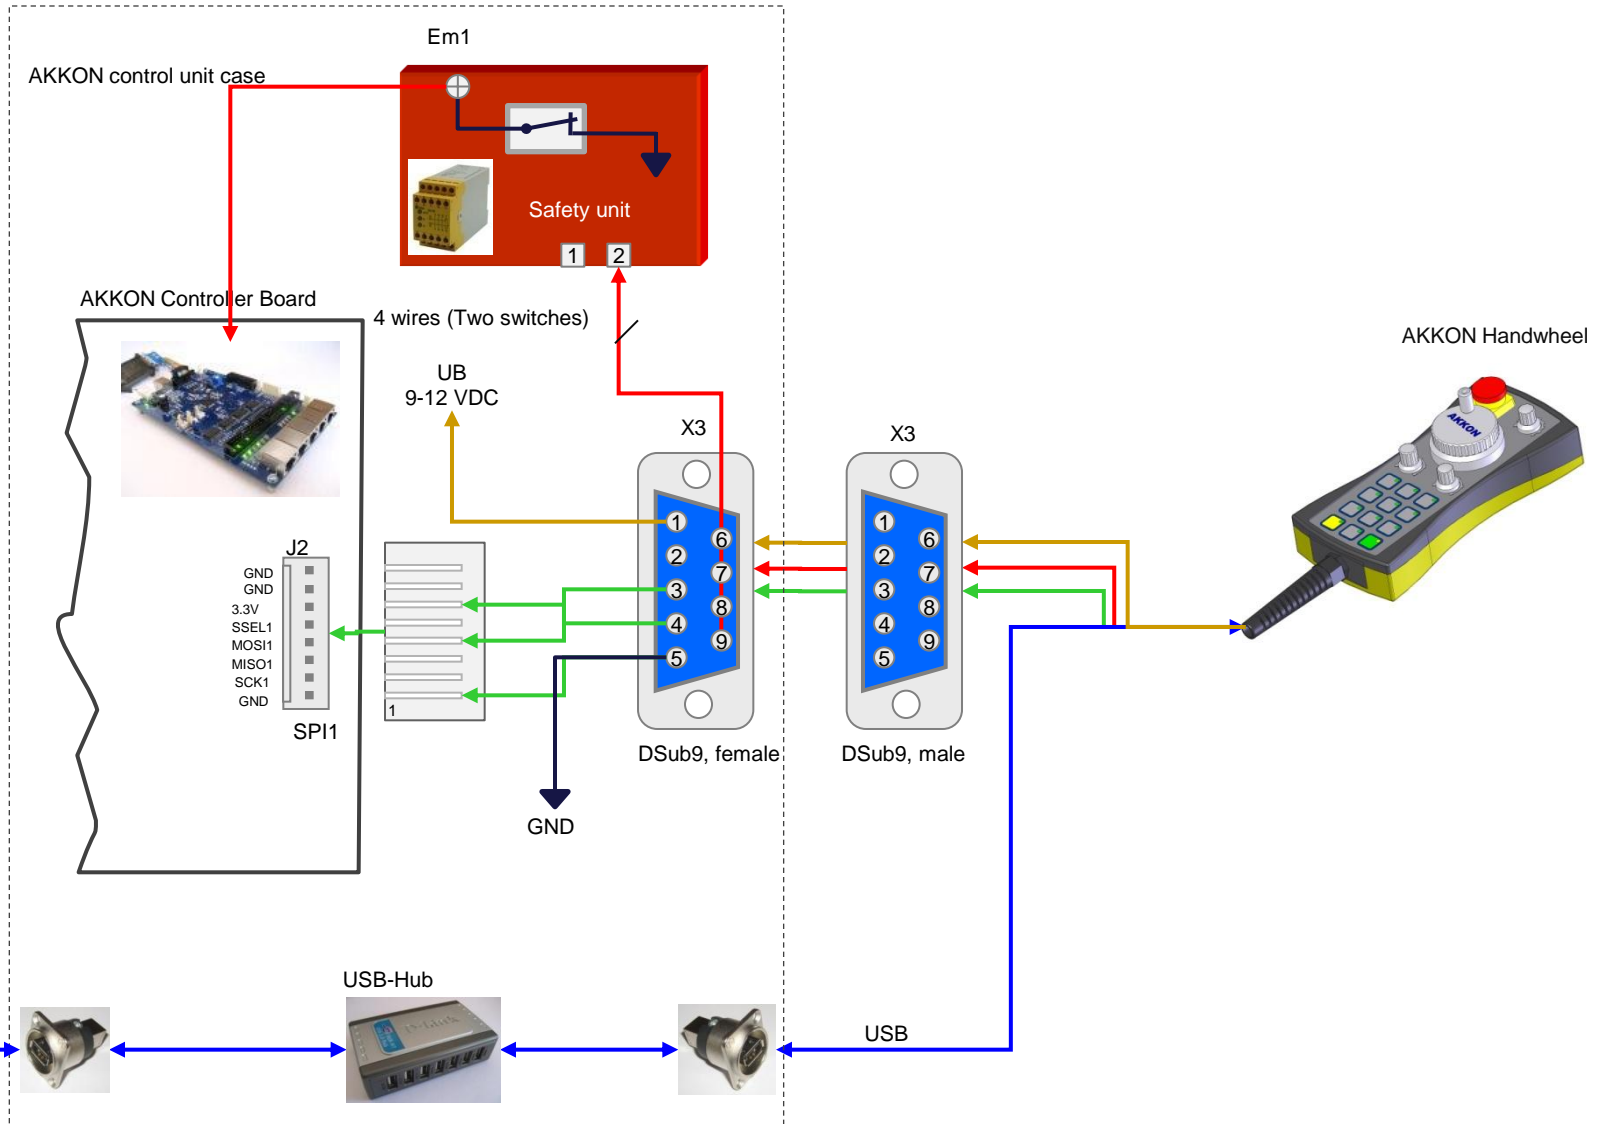 Em1
AKKON control unit case
Safety unit
1
2
AKKON Controller Board
4 wires (Two switches)
AKKON Handwheel
UB
9-12 VDC
X3
X3
AKKON
1
2
3
4
5
6
7
8
9
1
2
3
4
5
6
7
8
9
J2
GND
GND
3.3V
SSEL1
MOSI1
MISO1
SCK1
GND
1
SPI1
DSub9, female
DSub9, male
GND
USB-Hub
D-Link
USB